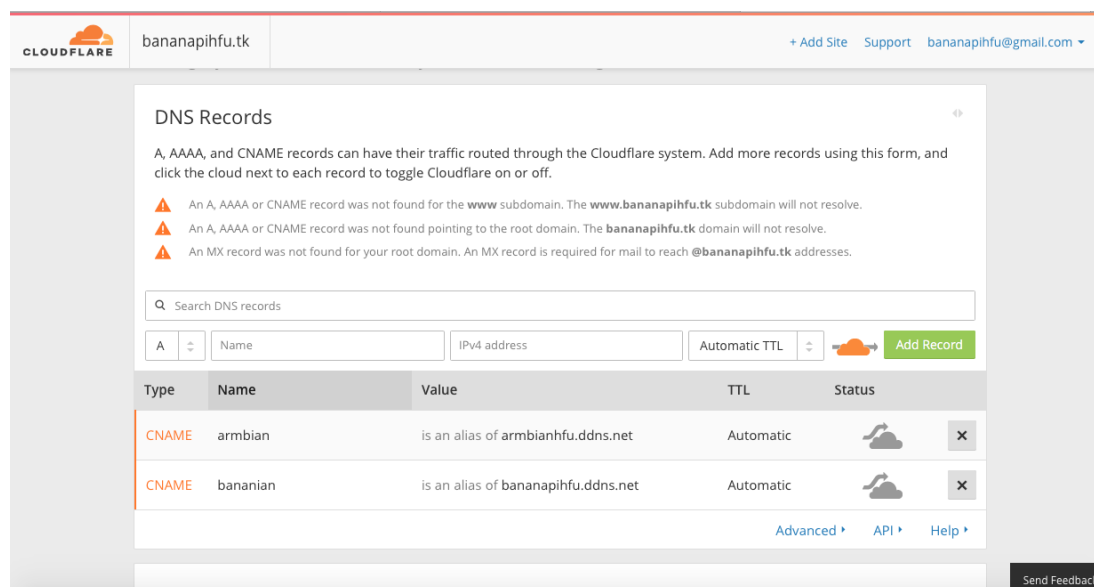 CLOUDFLARE
bananapihfu.tk
+ Add Site Support bananapihfu@gmail.com
DNS Records
A, AAAA, and CNAME records can have their traffic routed through the Cloudflare system. Add more records using this form, and
click the cloud next to each record to toggle Cloudflare on or off.
An A, AAAA or CNAME record was not found for the www subdomain. The www.bananapihfu.tk subdomain will not resolve.
An A, AAAA or CNAME record was not found pointing to the root domain. The bananapihfu.tk domain will not resolve.
An MX record was not found for your root domain. An MX record is required for mail to reach @bananapihfu.tk addresses.
Search DNS records
A Name IPv4 address Automatic TTL Add Record
Type Name Value TTL Status
CNAME armbian is an alias of armbianhfu.ddns.net Automatic
CNAME bananian is an alias of bananapihfu.ddns.net Automatic
Advanced API Help
Send Feedback